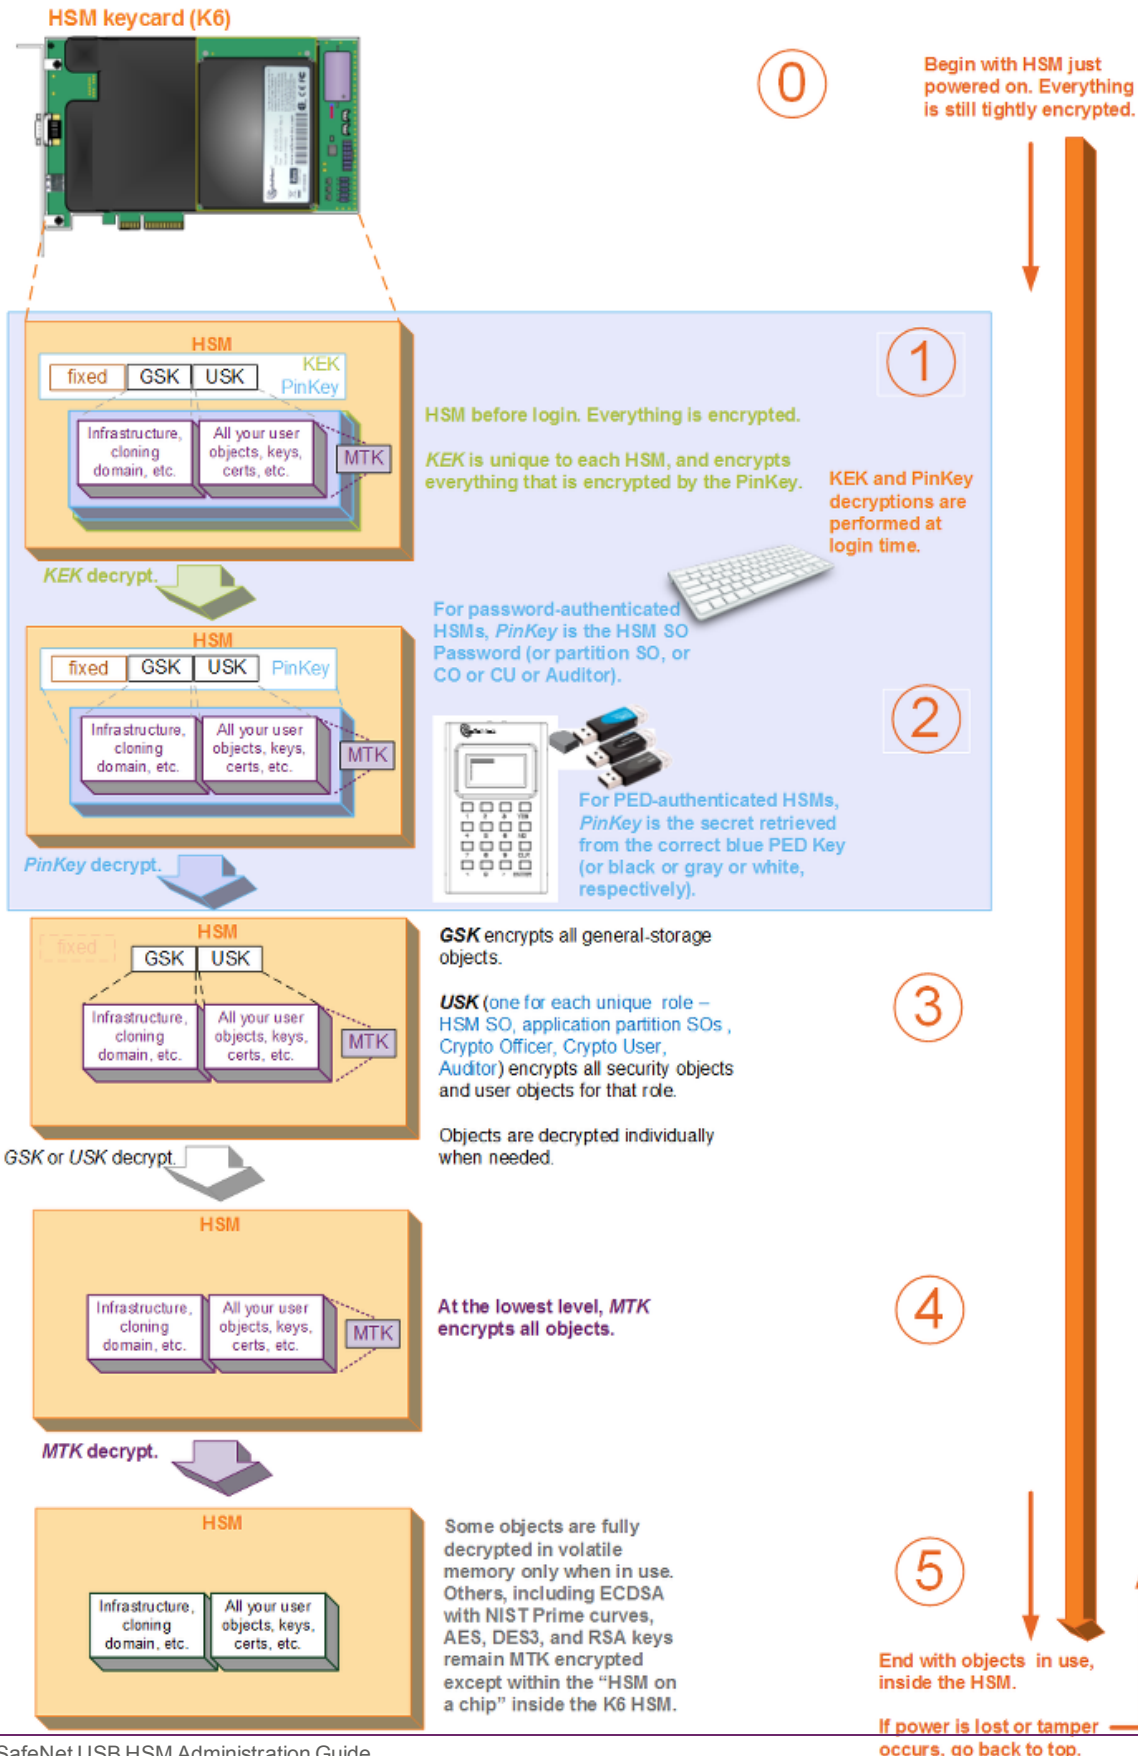 HSM keycard (K6)
0
Begin with HSM just
powered on. Everything
is still tightly encrypted.
HSM
KEK
fixed
GSK
USK
PinKey
Infrastructure,
cloning
domain, etc.
All your user
objects, keys,
certs, etc.
MTK
1
HSM before login. Everything is encrypted.
KEK is unique to each HSM, and encrypts
everything that is encrypted by the PinKey.
KEK and PinKey
decryptions are
performed at
login time.
KEK decrypt.
HSM
fixed
GSK
USK
PinKey
Infrastructure,
cloning
domain, etc.
All your user
objects, keys,
certs, etc.
MTK
For password-authenticated
HSMs, PinKey is the HSM SO
Password (or partition SO, or
CO or CU or Auditor).
2
For PED-authenticated HSMs,
PinKey is the secret retrieved
from the correct blue PED Key
(or black or gray or white,
respectively).
PinKey decrypt.
HSM
fixed
GSK
USK
Infrastructure,
cloning
domain, etc.
All your user
objects, keys,
certs, etc.
MTK
GSK encrypts all general-storage
objects.
USK (one for each unique role –
HSM SO, application partition SOs ,
Crypto Officer, Crypto User,
Auditor) encrypts all security objects
and user objects for that role.
Objects are decrypted individually
when needed.
3
GSK or USK decrypt.
HSM
Infrastructure,
cloning
domain, etc.
All your user
objects, keys,
certs, etc.
MTK
At the lowest level, MTK
encrypts all objects.
4
MTK decrypt.
HSM
Infrastructure,
cloning
domain, etc.
All your user
objects, keys,
certs, etc.
Some objects are fully
decrypted in volatile
memory only when in use.
Others, including ECDSA
with NIST Prime curves,
AES, DES3, and RSA keys
remain MTK encrypted
except within the “HSM on
a chip” inside the K6 HSM.
5
End with objects in use,
inside the HSM.
If power is lost or tamper
occurs, go back to top.
SafeNet USB HSM Administration Guide